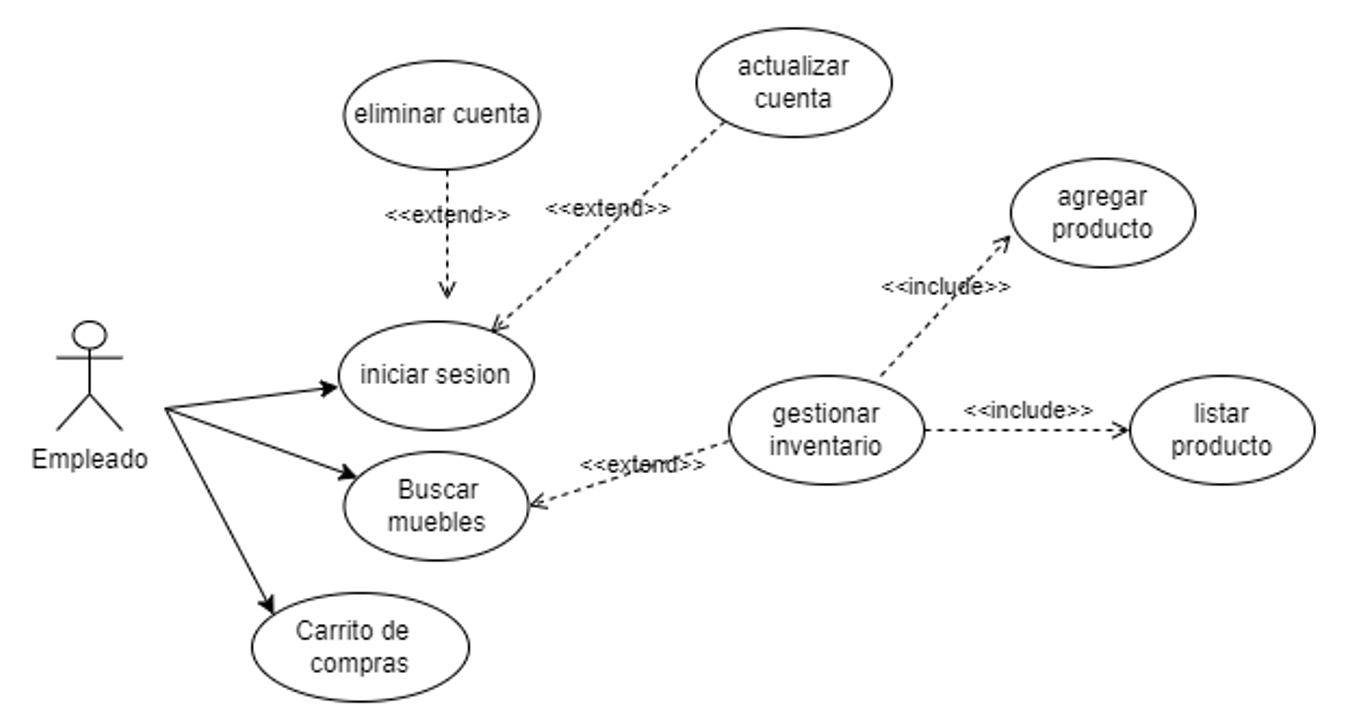 actualizar
cuenta
eliminar cuenta
<<extend>>
<<extend>>
agregar
producto
<<include>>
iniciar sesion
Empleado
gestionar
inventario
<<include>>
listar
producto
<<extend>>
Buscar
muebles
Carrito de
compras